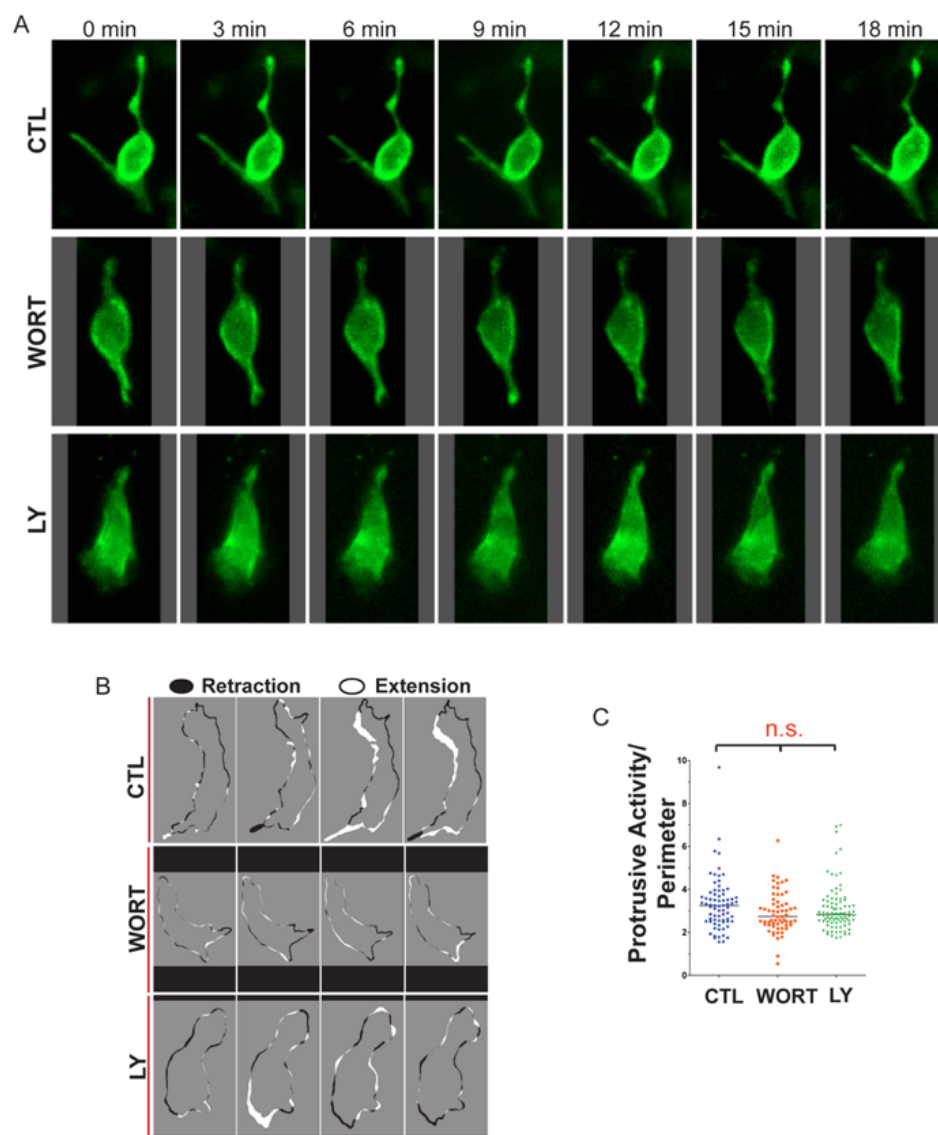 A
0 min 3 min 6 min 9 min 12 min 15 min 18 min
CTL
WORT
LY
B
Retraction Extension
CTL
WORT
LY
C
n.s.
Protrusive Activity/
Perimeter
10
8
6
4
2
0
CTL WORT LY